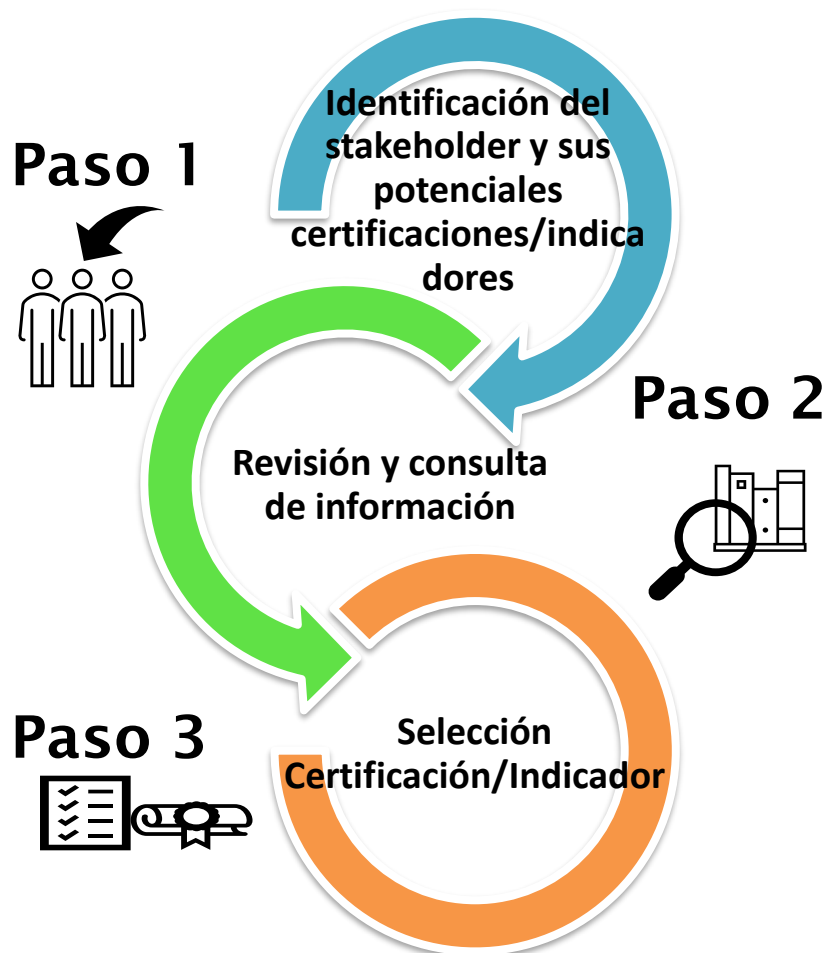 Paso 1
Identificación del
stakeholder y sus
potenciales
certificaciones/indica
dores
Paso 2
Revisión y consulta
de información
Paso 3
Selección
Certificación/Indicador